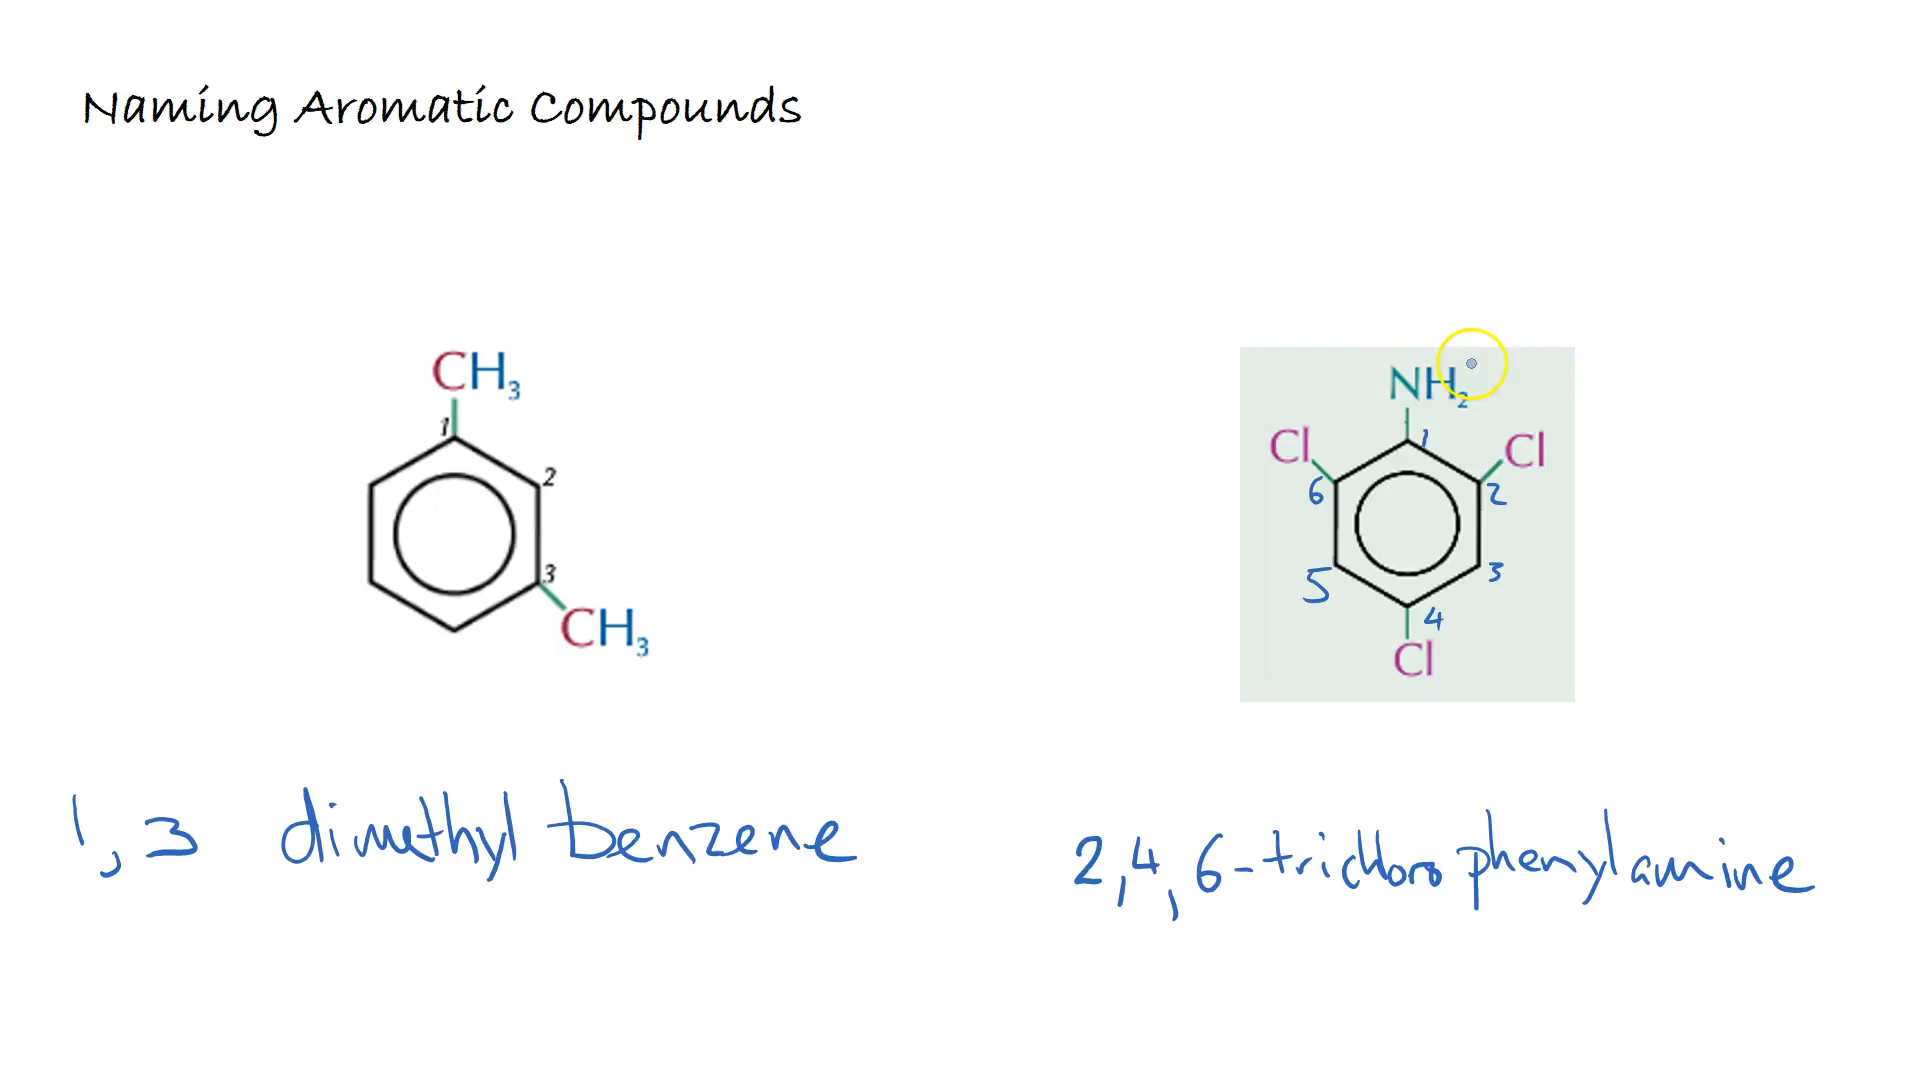 Naming Aromatic Compounds
CH₃
1
2
3
CH₃
NH₂
Cl
1
Cl
6
2
5
3
4
Cl
1,3 dimethyl benzene
2,4,6-trichloro phenylamine